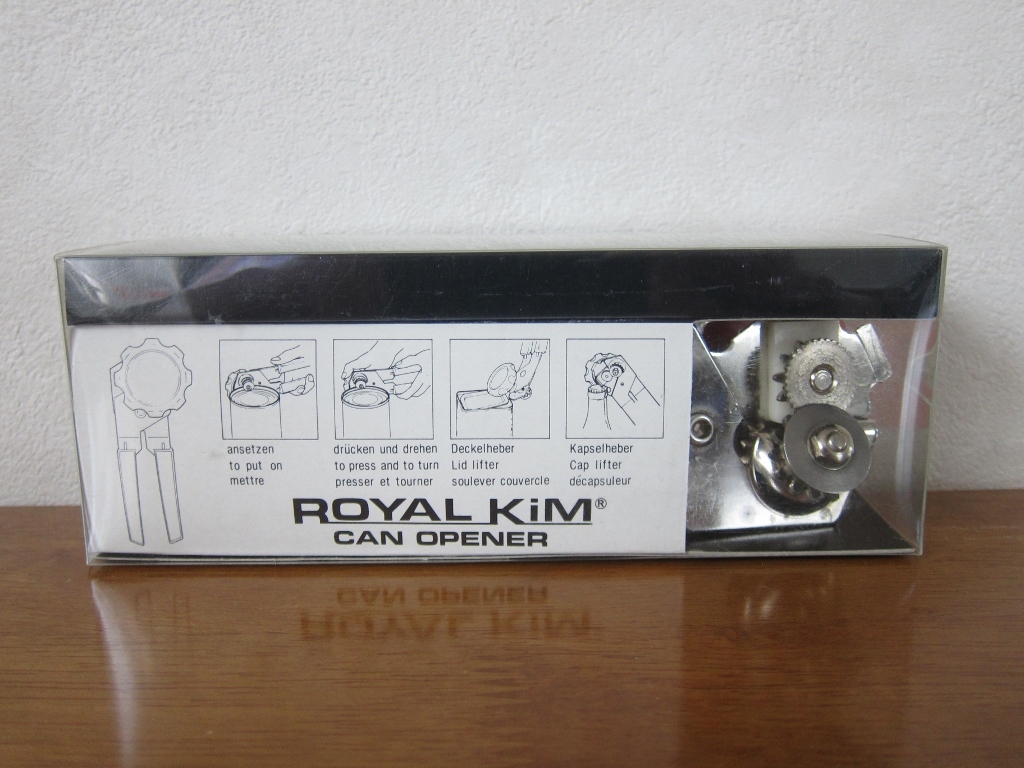 ansetzen
to put on
mettre
drücken und drehen
to press and to turn
presser et tourner
Deckelheber
Lid lifter
soulever couvercle
Kapselheber
Cap lifter
décapsuleur
ROYAL KiM®
CAN OPENER